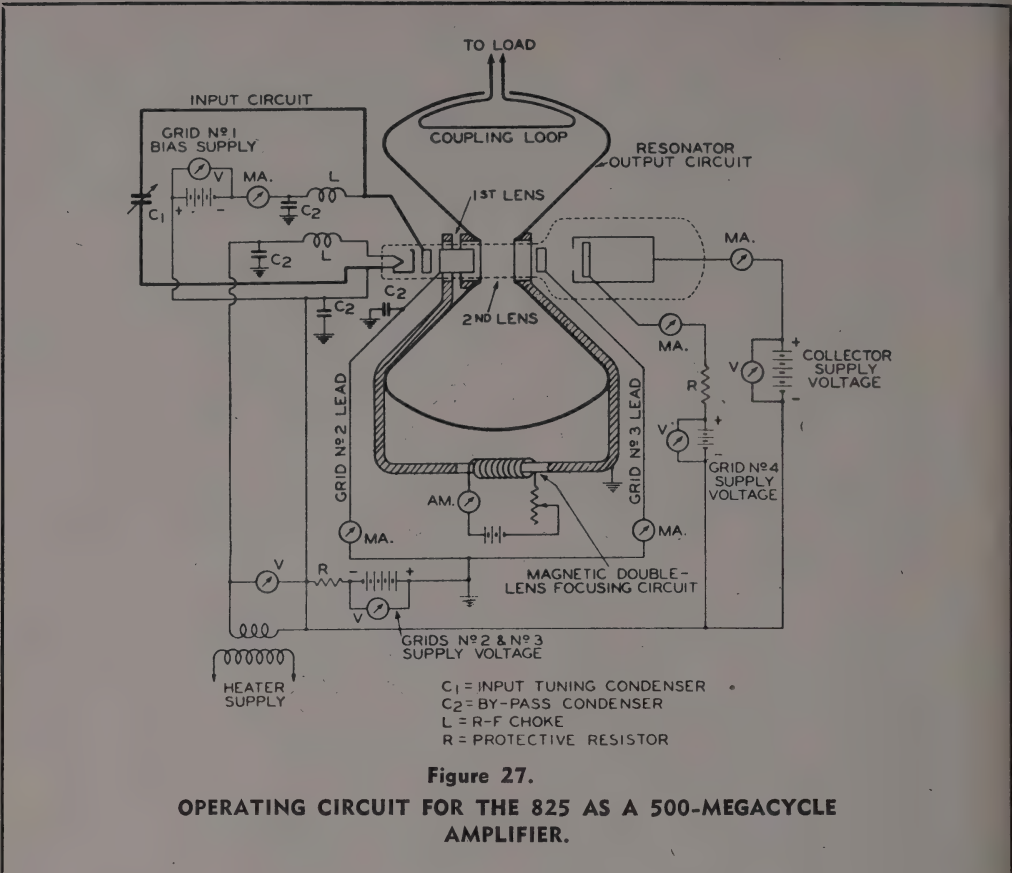 TO LOAD
INPUT CIRCUIT
COUPLING LOOP
GRID Nº1
BIAS SUPPLY
RESONATOR
OUTPUT CIRCUIT
V
MA.
L
1ST LENS
C1
+
-
C2
MA.
L
C2
C2
C2
2ND LENS
MA.
+
V
COLLECTOR
SUPPLY
VOLTAGE
-
R
GRID Nº2 LEAD
GRID Nº3 LEAD
V
+
-
GRID Nº4
SUPPLY
VOLTAGE
AM.
MA.
MA.
V
R
-
+
MAGNETIC DOUBLE-
LENS FOCUSING CIRCUIT
V
GRIDS Nº2 & Nº3
SUPPLY VOLTAGE
HEATER
SUPPLY
C1 = INPUT TUNING CONDENSER
C2 = BY-PASS CONDENSER
L = R-F CHOKE
R = PROTECTIVE RESISTOR
Figure 27.
OPERATING CIRCUIT FOR THE 825 AS A 500-MEGACYCLE
AMPLIFIER.